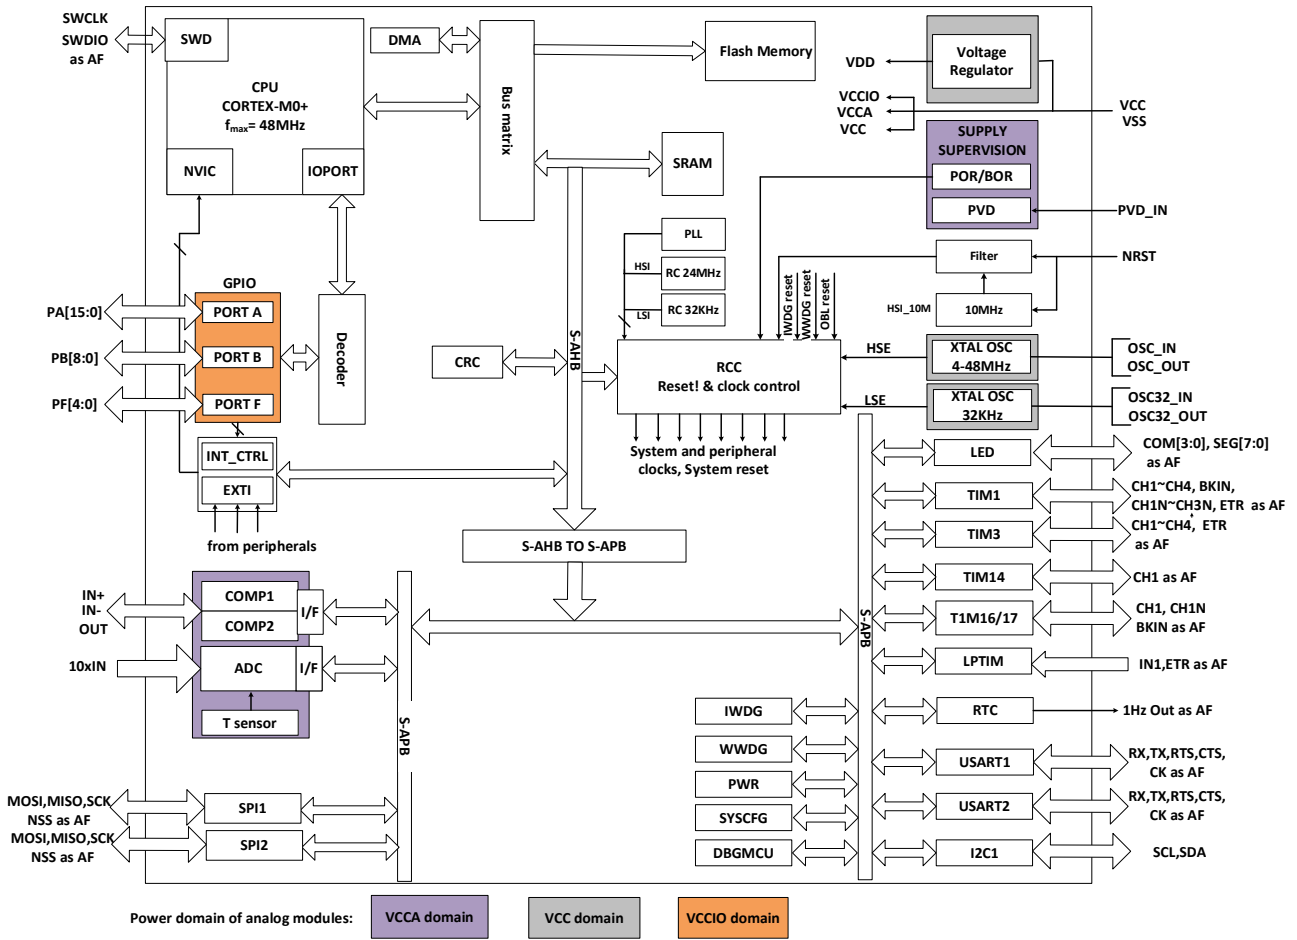 SWCLK
SWDIO
as AF
SWD
CPU
CORTEX-M0+
fmax= 48MHz
NVIC
IOPORT
DMA
Bus matrix
Flash Memory
SRAM
VDD
VCCIO
VCCA
VCC
Voltage
Regulator
VCC
VSS
SUPPLY
SUPERVISION
POR/BOR
PVD
PVD_IN
Filter
NRST
HSI_10M
10MHz
PLL
HSI
RC 24MHz
LSI
RC 32KHz
IWDG reset
WWDG reset
OBL reset
GPIO
PA[15:0]
PORT A
PB[8:0]
PORT B
PF[4:0]
PORT F
Decoder
CRC
S-AHB
RCC
Reset! & clock control
HSE
XTAL OSC
4-48MHz
OSC_IN
OSC_OUT
LSE
XTAL OSC
32KHz
OSC32_IN
OSC32_OUT
System and peripheral
clocks, System reset
INT_CTRL
EXTI
from peripherals
S-AHB TO S-APB
IN+
IN-
OUT
COMP1
COMP2
I/F
10xIN
ADC
I/F
T sensor
S-APB
MOSI,MISO,SCK
NSS as AF
SPI1
MOSI,MISO,SCK
NSS as AF
SPI2
S-APB
IWDG
WWDG
PWR
SYSCFG
DBGMCU
LED
COM[3:0], SEG[7:0]
as AF
TIM1
CH1~CH4, BKIN,
CH1N~CH3N, ETR as AF
TIM3
CH1~CH4, ETR
as AF
TIM14
CH1 as AF
T1M16/17
CH1, CH1N
BKIN as AF
LPTIM
IN1,ETR as AF
RTC
1Hz Out as AF
USART1
RX,TX,RTS,CTS,
CK as AF
USART2
RX,TX,RTS,CTS,
CK as AF
I2C1
SCL,SDA
Power domain of analog modules:
VCCA domain
VCC domain
VCCIO domain